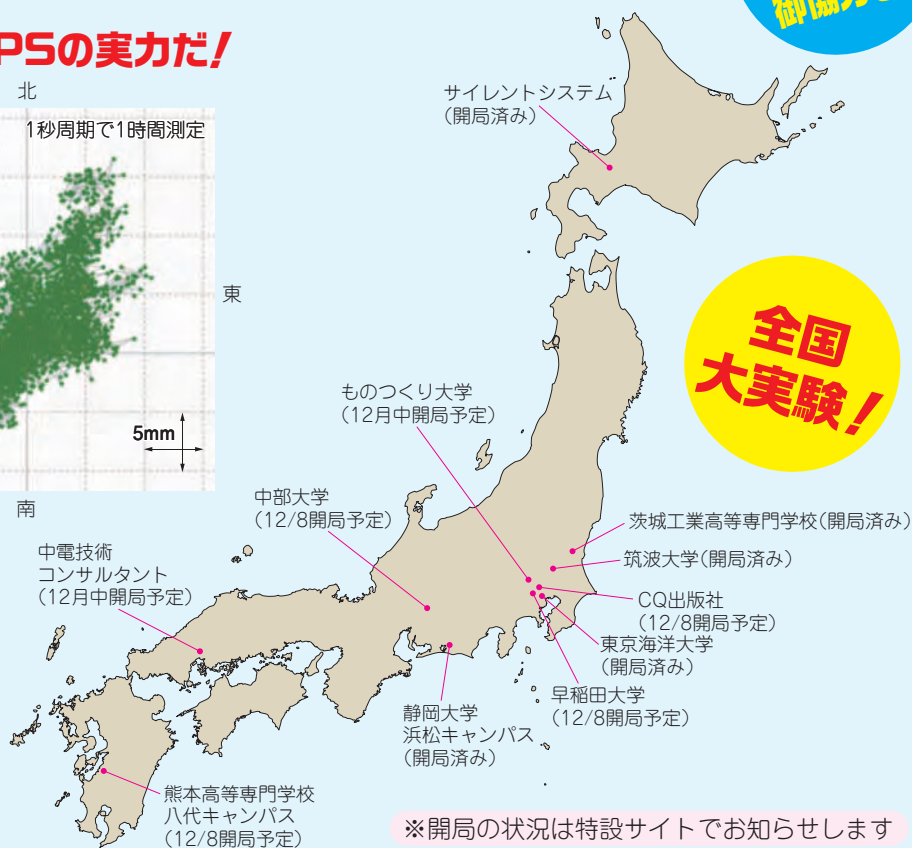 御協力
PSの実力だ!
北
1秒周期で1時間測定
東
5mm
南
サイレントシステム
(開局済み)
全国
大実験!
ものつくり大学
(12月中開局予定)
中部大学
(12/8開局予定)
中電技術
コンサルタント
(12月中開局予定)
茨城工業高等専門学校(開局済み)
筑波大学(開局済み)
CQ出版社
(12/8開局予定)
東京海洋大学
(開局済み)
早稲田大学
(12/8開局予定)
静岡大学
浜松キャンパス
(開局済み)
熊本高等専門学校
八代キャンパス
(12/8開局予定)
※開局の状況は特設サイトでお知らせします